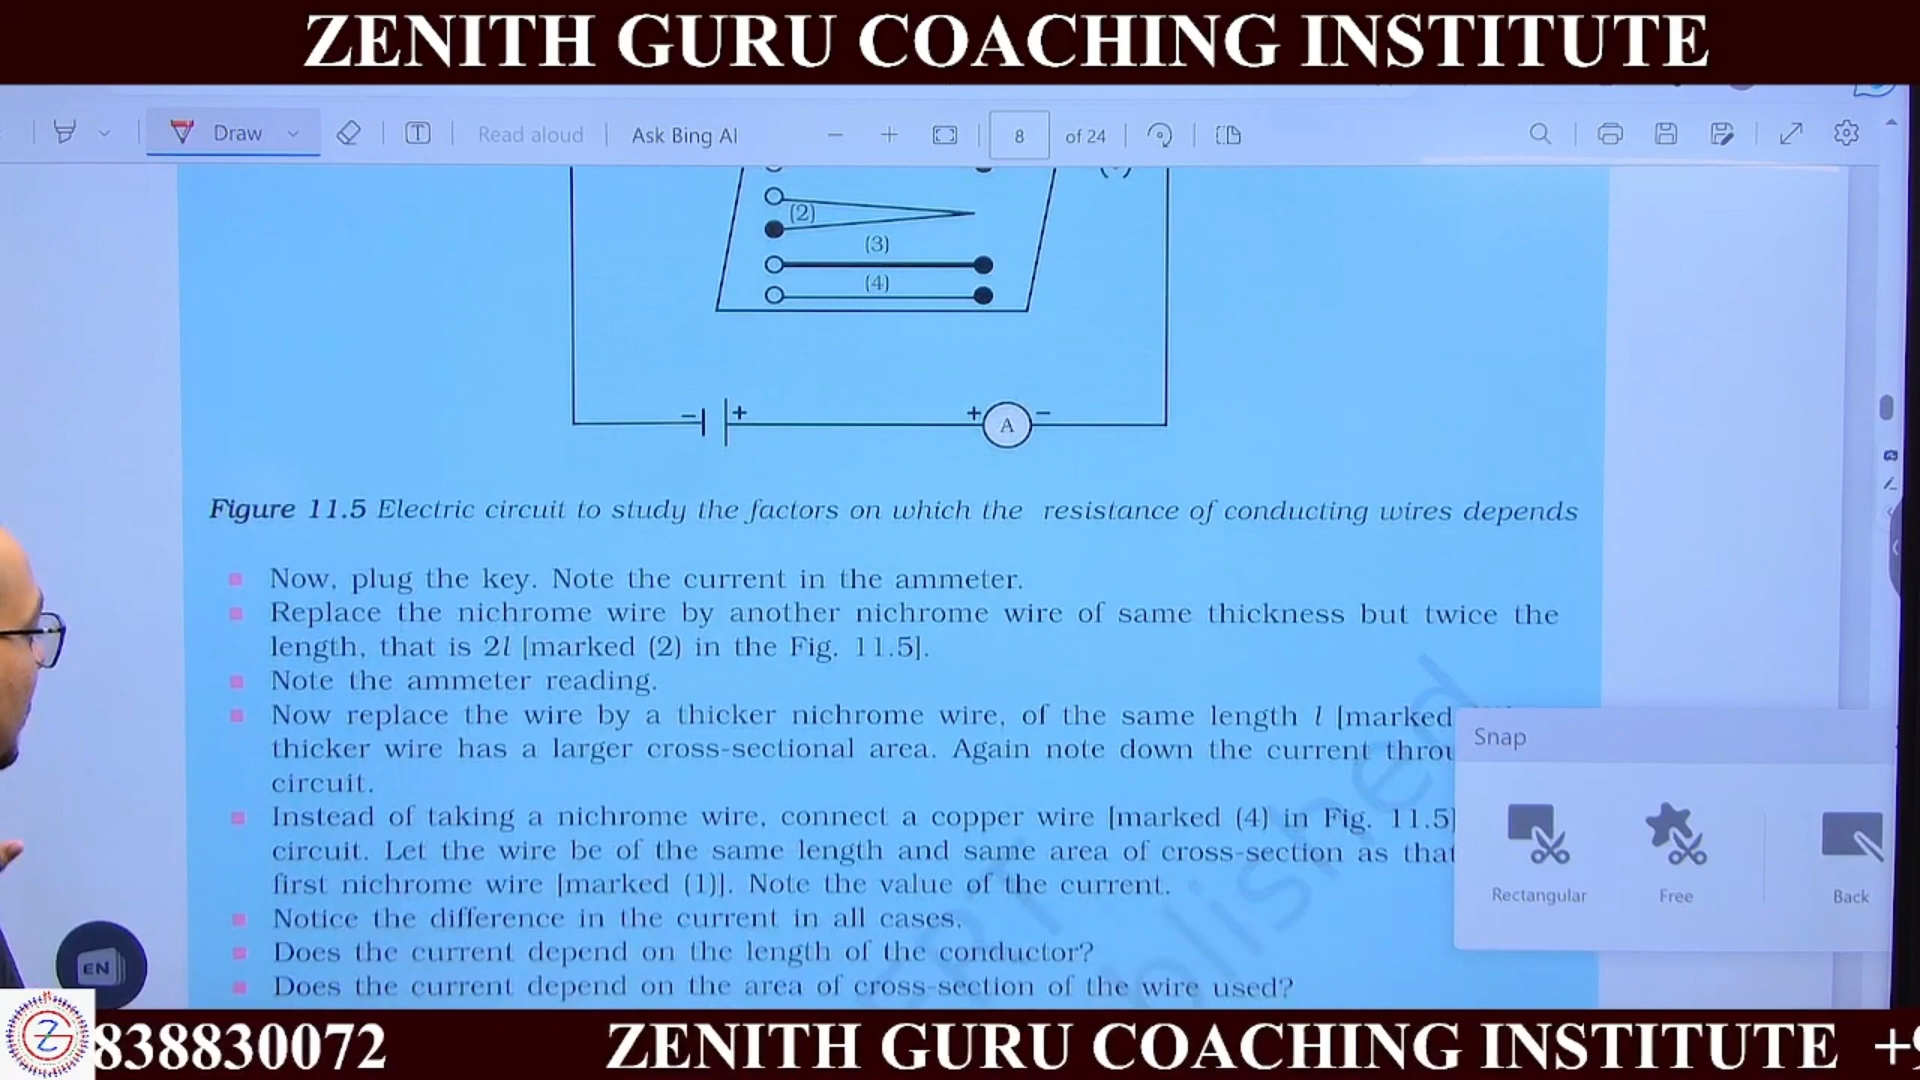 ZENITH GURU COACHING INSTITUTE
Draw
Read aloud
Ask Bing AI
8
of 24
(2)
(3)
(4)
− +
+ −
A
Figure 11.5 Electric circuit to study the factors on which the resistance of conducting wires depends
Now, plug the key. Note the current in the ammeter.
Replace the nichrome wire by another nichrome wire of same thickness but twice the
length, that is 2l [marked (2) in the Fig. 11.5].
Note the ammeter reading.
Now replace the wire by a thicker nichrome wire, of the same length l [marked
thicker wire has a larger cross-sectional area. Again note down the current throu
circuit.
Instead of taking a nichrome wire, connect a copper wire [marked (4) in Fig. 11.5]
circuit. Let the wire be of the same length and same area of cross-section as that
first nichrome wire [marked (1)]. Note the value of the current.
Notice the difference in the current in all cases.
Does the current depend on the length of the conductor?
Does the current depend on the area of cross-section of the wire used?
Snap
Rectangular
Free
Back
EN
ZG
838830072
ZENITH GURU COACHING INSTITUTE +9